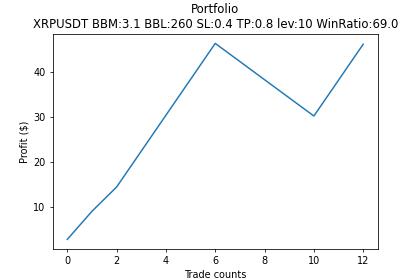 Portfolio
XRPUSDT BBM:3.1 BBL:260 SL:0.4 TP:0.8 lev:10 WinRatio:69.0
Profit ($)
40
30
20
10
0 2 4 6 8 10 12
Trade counts